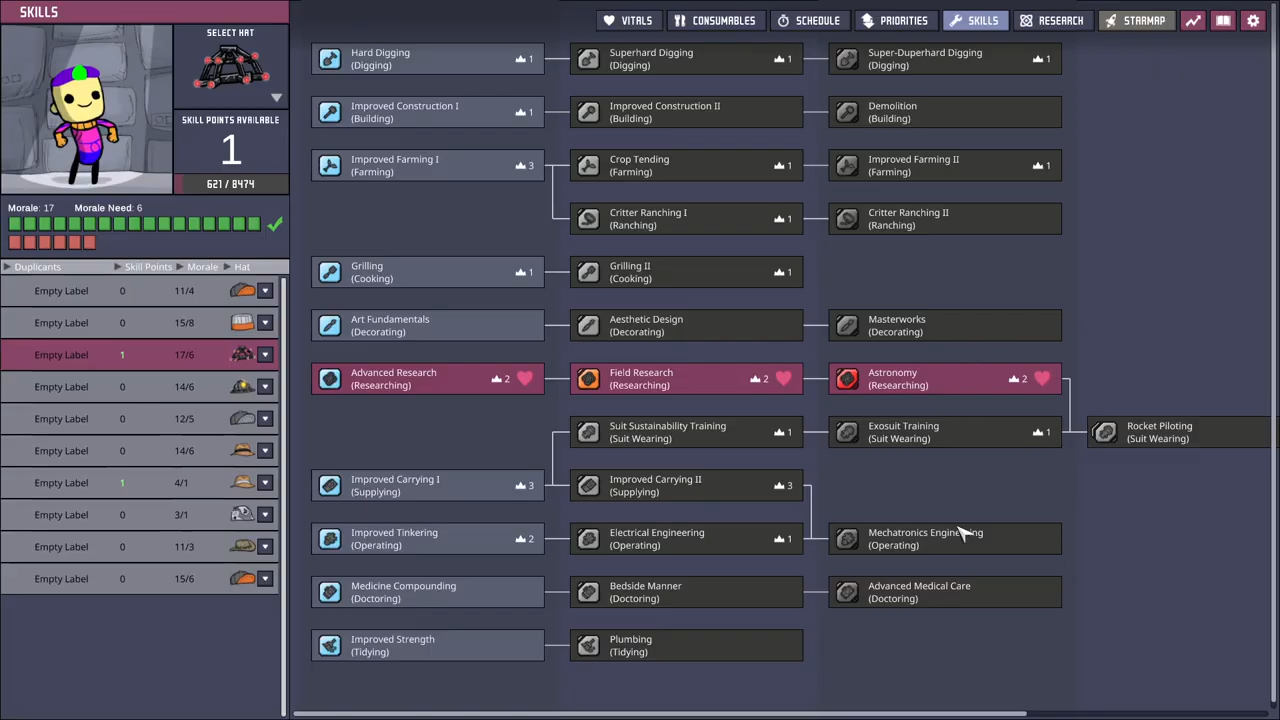 SKILLS
VITALS
CONSUMABLES
SCHEDULE
PRIORITIES
SKILLS
RESEARCH
STARMAP
SELECT HAT
SKILL POINTS AVAILABLE
1
621 / 8474
Morale: 17 Morale Need: 6
Duplicants Skill Points Morale Hat
Empty Label 0 11/4
Empty Label 0 15/8
Empty Label 1 17/6
Empty Label 0 14/6
Empty Label 0 12/5
Empty Label 0 14/6
Empty Label 1 4/1
Empty Label 0 3/1
Empty Label 0 11/3
Empty Label 0 15/6
Hard Digging
(Digging)
1
Superhard Digging
(Digging)
1
Super-Duperhard Digging
(Digging)
1
Improved Construction I
(Building)
1
Improved Construction II
(Building)
Demolition
(Building)
Improved Farming I
(Farming)
3
Crop Tending
(Farming)
1
Improved Farming II
(Farming)
1
Critter Ranching I
(Ranching)
1
Critter Ranching II
(Ranching)
Grilling
(Cooking)
1
Grilling II
(Cooking)
1
Art Fundamentals
(Decorating)
Aesthetic Design
(Decorating)
Masterworks
(Decorating)
Advanced Research
(Researching)
2
Field Research
(Researching)
2
Astronomy
(Researching)
2
Suit Sustainability Training
(Suit Wearing)
1
Exosuit Training
(Suit Wearing)
1
Rocket Piloting
(Suit Wearing)
Improved Carrying I
(Supplying)
3
Improved Carrying II
(Supplying)
3
Improved Tinkering
(Operating)
2
Electrical Engineering
(Operating)
1
Mechatronics Engineering
(Operating)
Medicine Compounding
(Doctoring)
Bedside Manner
(Doctoring)
Advanced Medical Care
(Doctoring)
Improved Strength
(Tidying)
Plumbing
(Tidying)